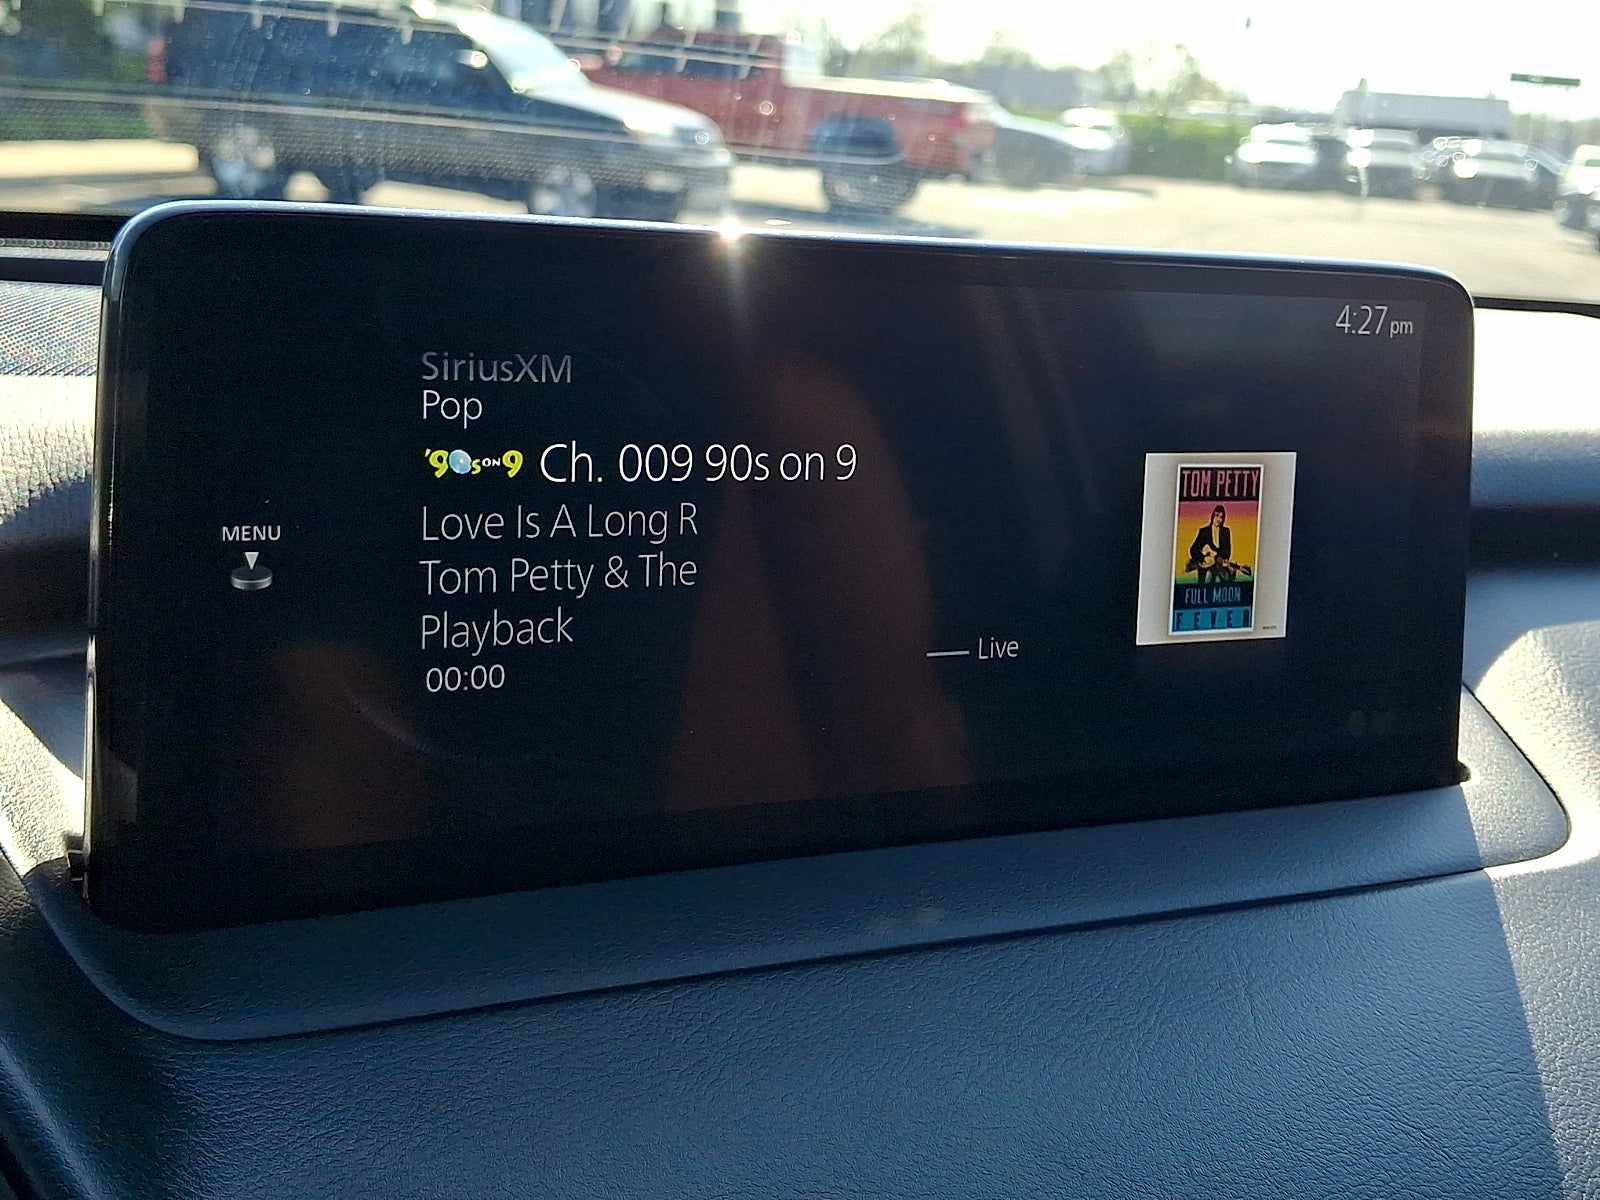 4:27 pm
SiriusXM
Pop
'90s ON 9 Ch. 009 90s on 9
Love Is A Long R
Tom Petty & The
Playback
00:00
MENU
Live
TOM PETTY
FULL MOON
FEVER